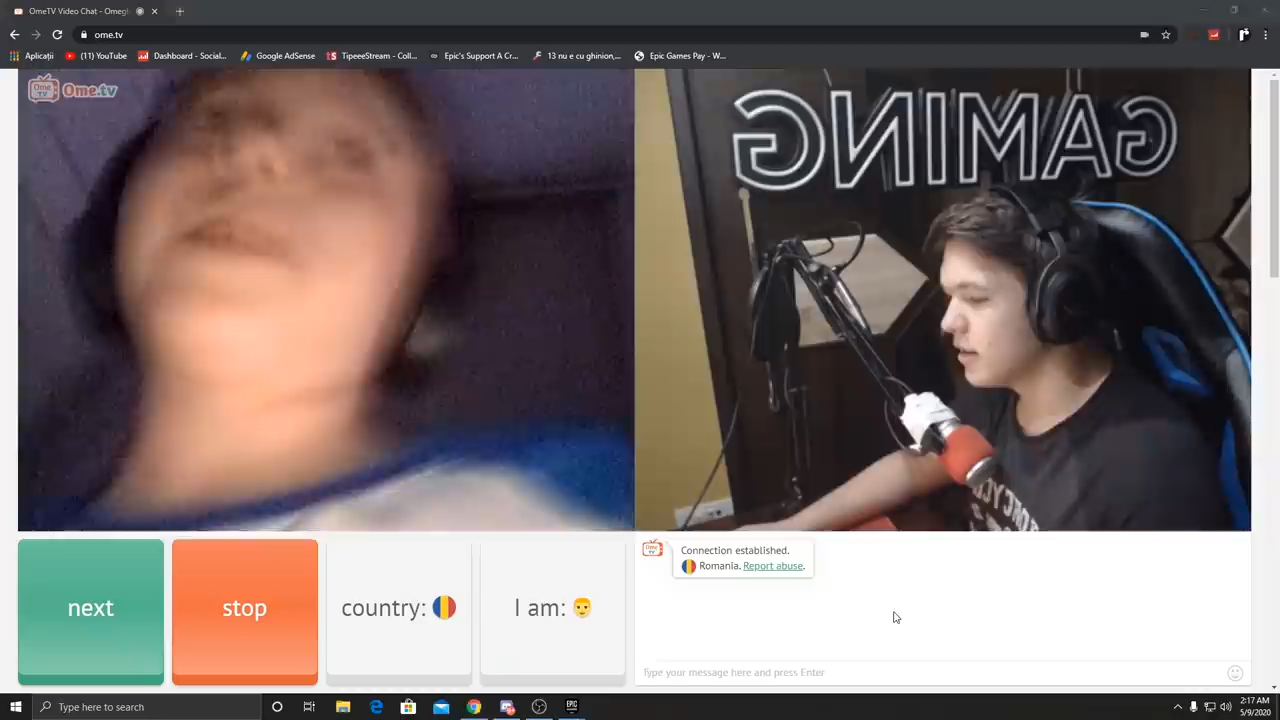 OmeTV Video Chat - Omegl
ome.tv
Aplicații
(11) YouTube
Dashboard - Social...
Google AdSense
TipeeeStream - Coll...
Epic's Support A Cr...
13 nu e cu ghinion,...
Epic Games Pay - W...
Ome TV
Ome.tv
GAMING
next
stop
country:
I am:
Connection established.
Romania. Report abuse.
Type your message here and press Enter
Type here to search
2:17 AM
5/9/2020